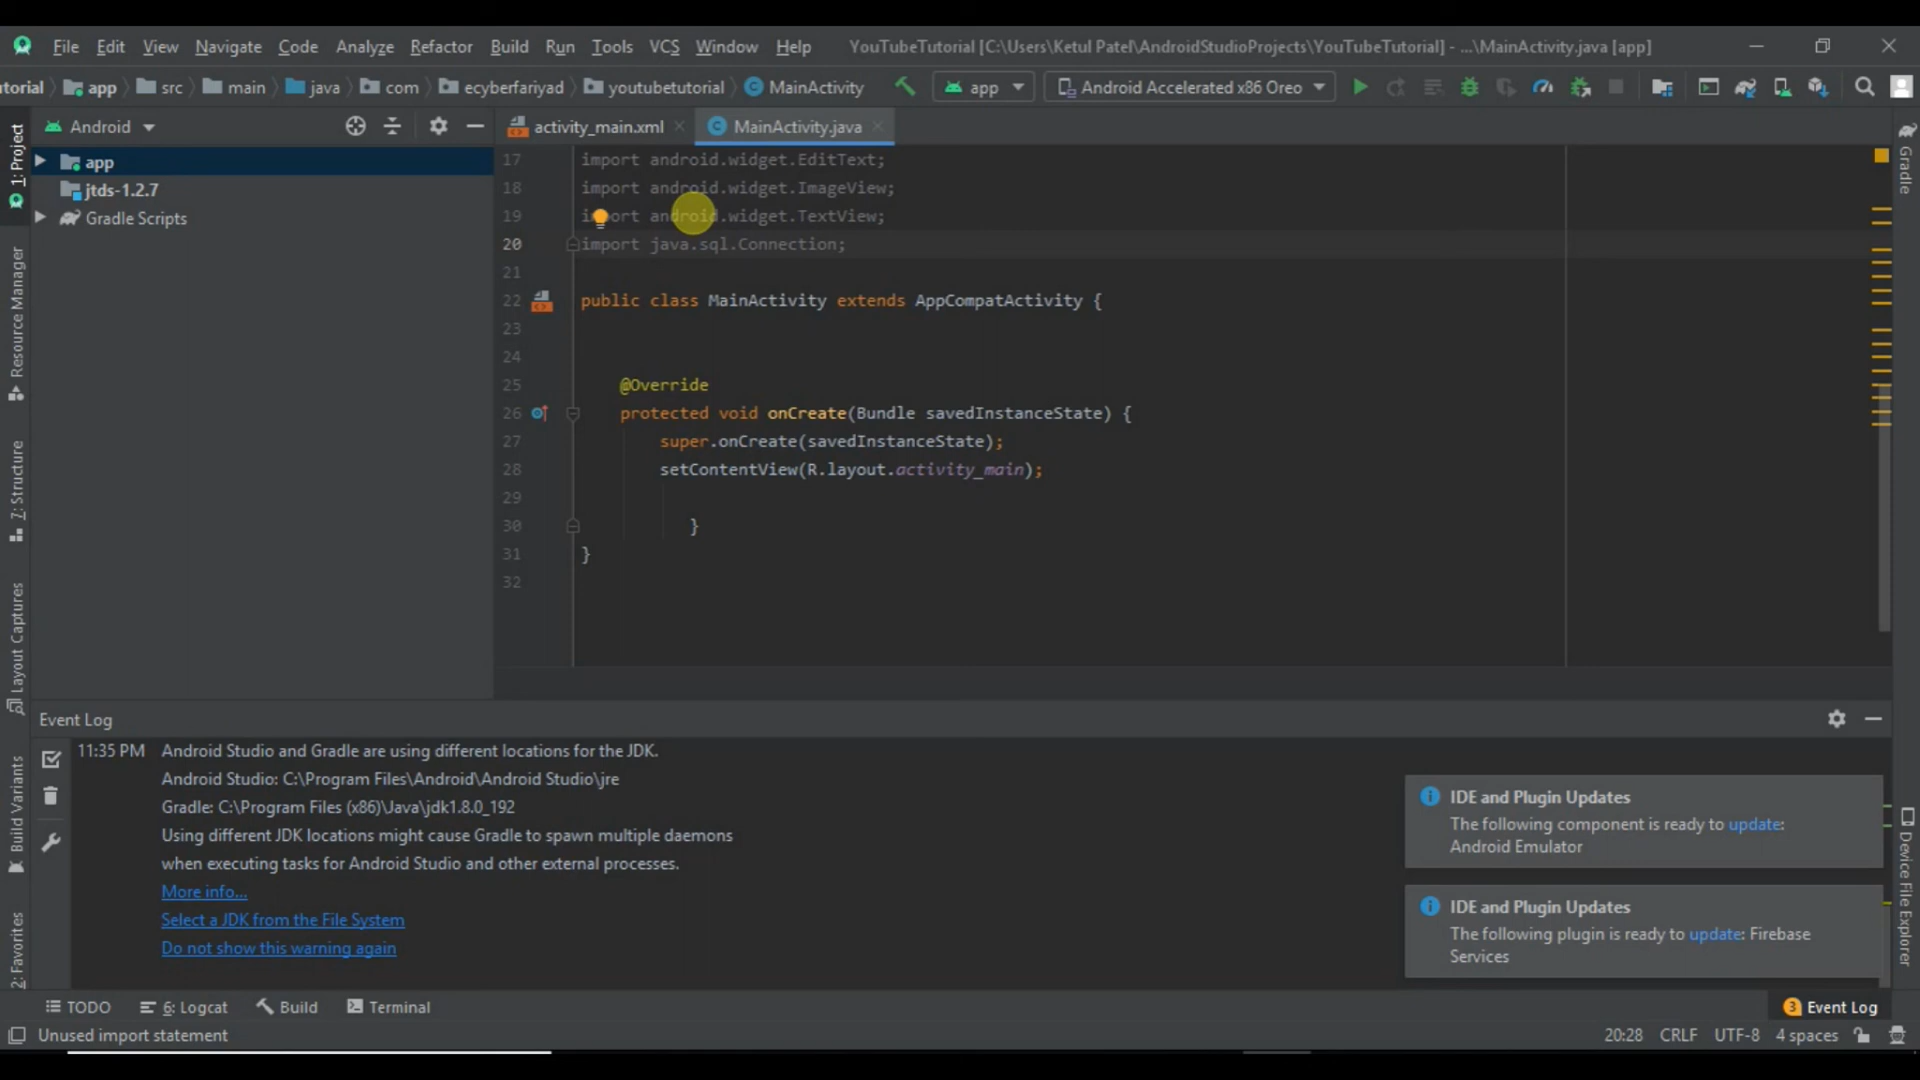 File Edit View Navigate Code Analyze Refactor Build Run Tools VCS Window Help YouTubeTutorial [C:\Users\Ketul Patel\AndroidStudioProjects\YouTubeTutorial] - ...\MainActivity.java [app]
torial app src main java com ecyberfariyad youtubetutorial MainActivity app Android Accelerated x86 Oreo
Android activity_main.xml MainActivity.java
1: Project
Resource Manager
7: Structure
Layout Captures
Build Variants
2: Favorites
app
jtds-1.2.7
Gradle Scripts
17 import android.widget.EditText;
18 import android.widget.ImageView;
19 import android.widget.TextView;
20 import java.sql.Connection;
21
22 public class MainActivity extends AppCompatActivity {
23
24
25 @Override
26 protected void onCreate(Bundle savedInstanceState) {
27 super.onCreate(savedInstanceState);
28 setContentView(R.layout.activity_main);
29
30 }
31 }
32
Gradle
Device File Explorer
Event Log
11:35 PM Android Studio and Gradle are using different locations for the JDK.
Android Studio: C:\Program Files\Android\Android Studio\jre
Gradle: C:\Program Files (x86)\Java\jdk1.8.0_192
Using different JDK locations might cause Gradle to spawn multiple daemons
when executing tasks for Android Studio and other external processes.
More info...
Select a JDK from the File System
Do not show this warning again
IDE and Plugin Updates
The following component is ready to update:
Android Emulator
IDE and Plugin Updates
The following plugin is ready to update: Firebase
Services
TODO 6: Logcat Build Terminal 3 Event Log
Unused import statement 20:28 CRLF UTF-8 4 spaces